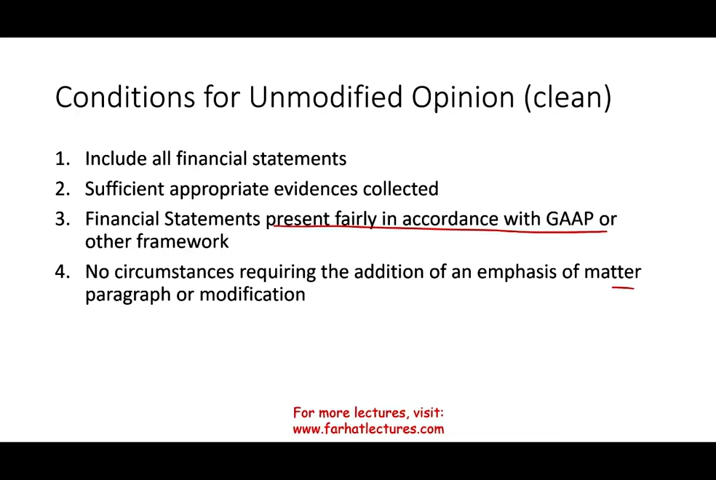 Conditions for Unmodified Opinion (clean)
1. Include all financial statements
2. Sufficient appropriate evidences collected
3. Financial Statements present fairly in accordance with GAAP or
other framework
4. No circumstances requiring the addition of an emphasis of matter
paragraph or modification
For more lectures, visit:
www.farhatlectures.com